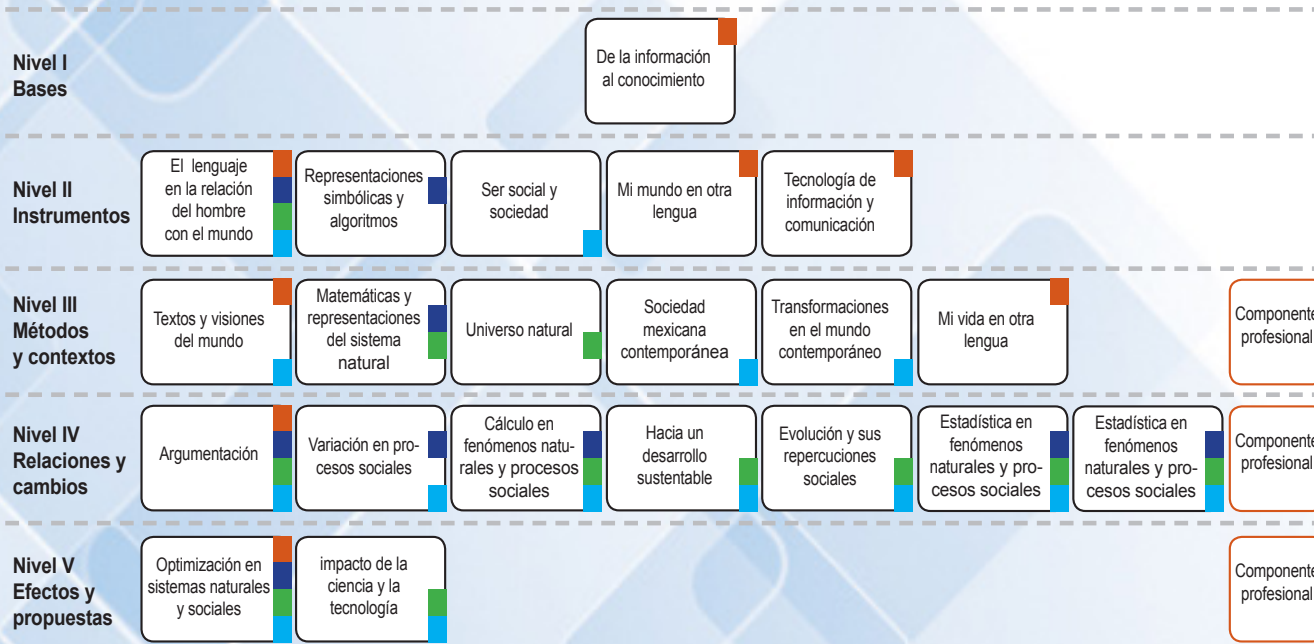 Nivel I
Bases
De la información
al conocimiento
Nivel II
Instrumentos
El lenguaje
en la relación
del hombre
con el mundo
Representaciones
simbólicas y
algoritmos
Ser social y
sociedad
Mi mundo en otra
lengua
Tecnología de
información y
comunicación
Nivel III
Métodos
y contextos
Textos y visiones
del mundo
Matemáticas y
representaciones
del sistema
natural
Universo natural
Sociedad
mexicana
contemporánea
Transformaciones
en el mundo
contemporáneo
Mi vida en otra
lengua
Componente
profesional
Nivel IV
Relaciones y
cambios
Argumentación
Variación en pro-
cesos sociales
Cálculo en
fenómenos natu-
rales y procesos
sociales
Hacia un
desarrollo
sustentable
Evolución y sus
repercuciones
sociales
Estadística en
fenómenos
naturales y pro-
cesos sociales
Estadística en
fenómenos
naturales y pro-
cesos sociales
Componente
profesional
Nivel V
Efectos y
propuestas
Optimización en
sistemas naturales
y sociales
impacto de la
ciencia y la
tecnología
Componente
profesional